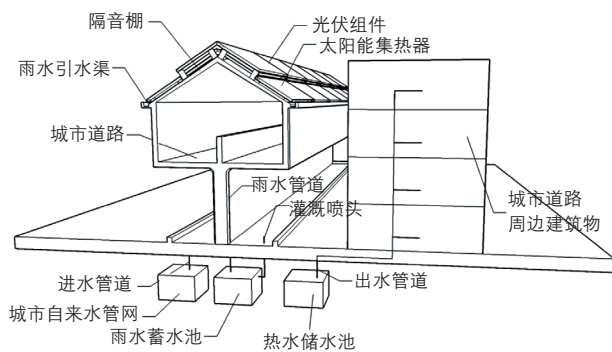 隔音棚
光伏组件
太阳能集热器
雨水引水渠
城市道路
雨水管道
灌溉喷头
城市道路
周边建筑物
进水管道
出水管道
城市自来水管网
雨水蓄水池
热水储水池